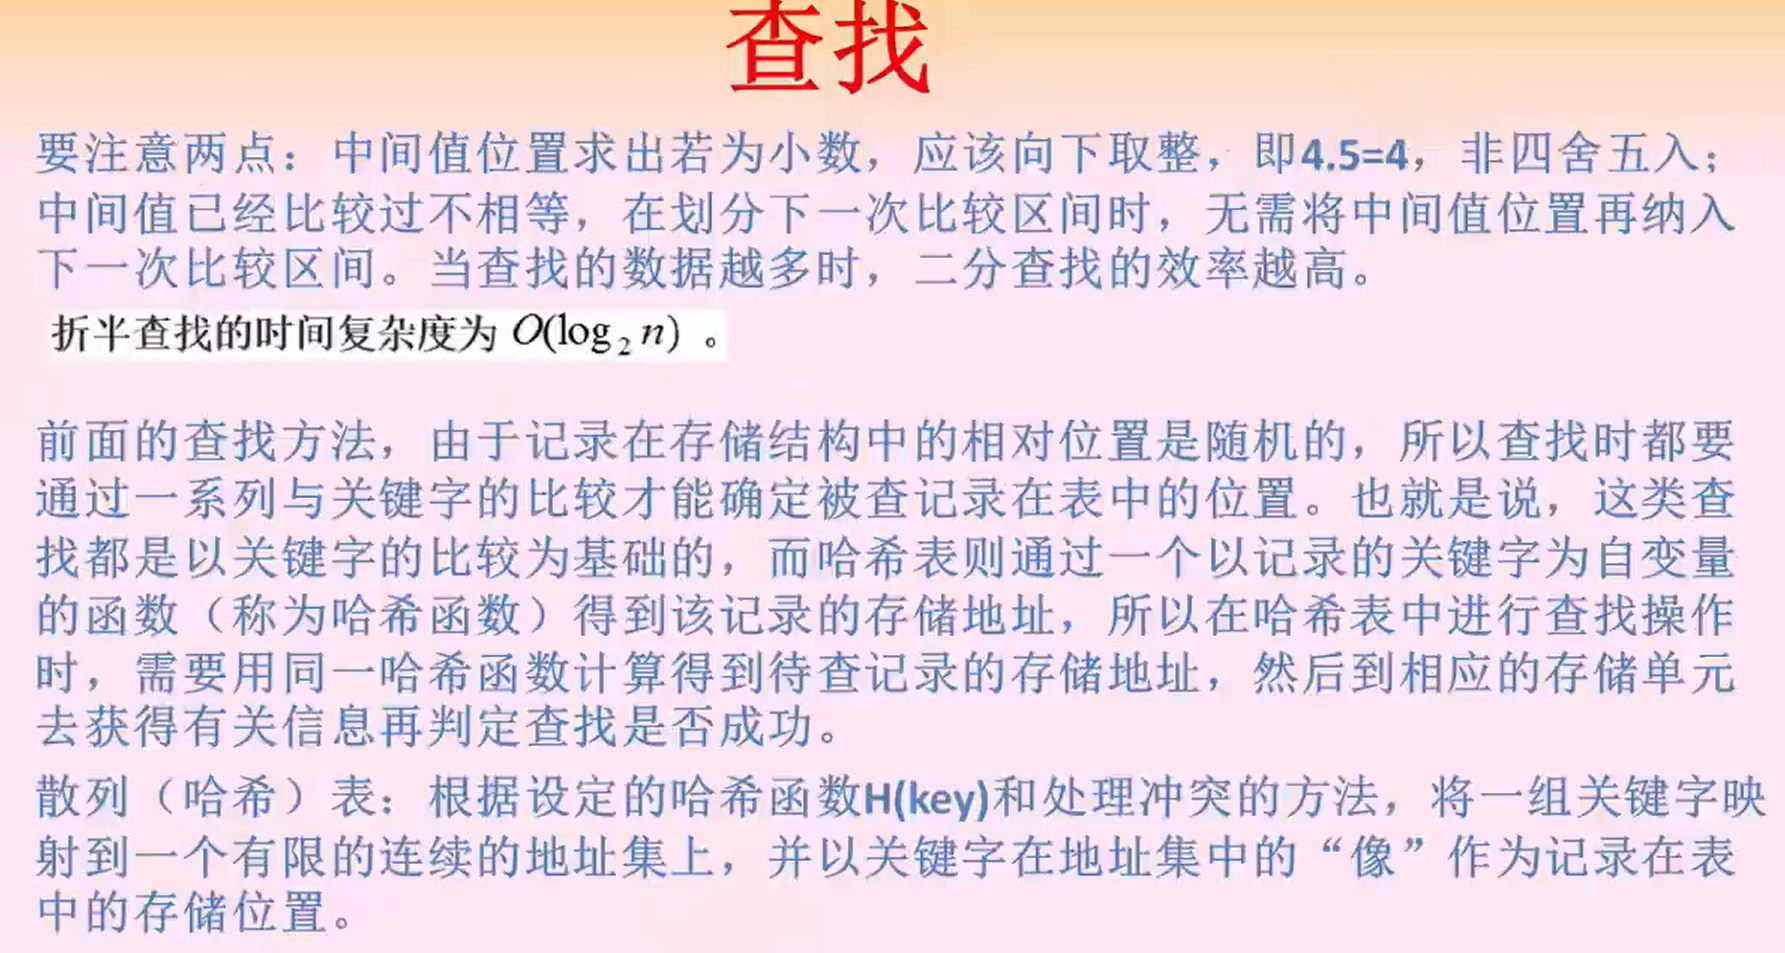 查找
要注意两点：中间值位置求出若为小数，应该向下取整，即4.5=4，非四舍五入；
中间值已经比较过不相等，在划分下一次比较区间时，无需将中间值位置再纳入
下一次比较区间。当查找的数据越多时，二分查找的效率越高。
折半查找的时间复杂度为 O(log₂ n) 。
前面的查找方法，由于记录在存储结构中的相对位置是随机的，所以查找时都要
通过一系列与关键字的比较才能确定被查记录在表中的位置。也就是说，这类查
找都是以关键字的比较为基础的，而哈希表则通过一个以记录的关键字为自变量
的函数（称为哈希函数）得到该记录的存储地址，所以在哈希表中进行查找操作
时，需要用同一哈希函数计算得到待查记录的存储地址，然后到相应的存储单元
去获得有关信息再判定查找是否成功。
散列（哈希）表：根据设定的哈希函数H(key)和处理冲突的方法，将一组关键字映
射到一个有限的连续的地址集上，并以关键字在地址集中的“像”作为记录在表
中的存储位置。